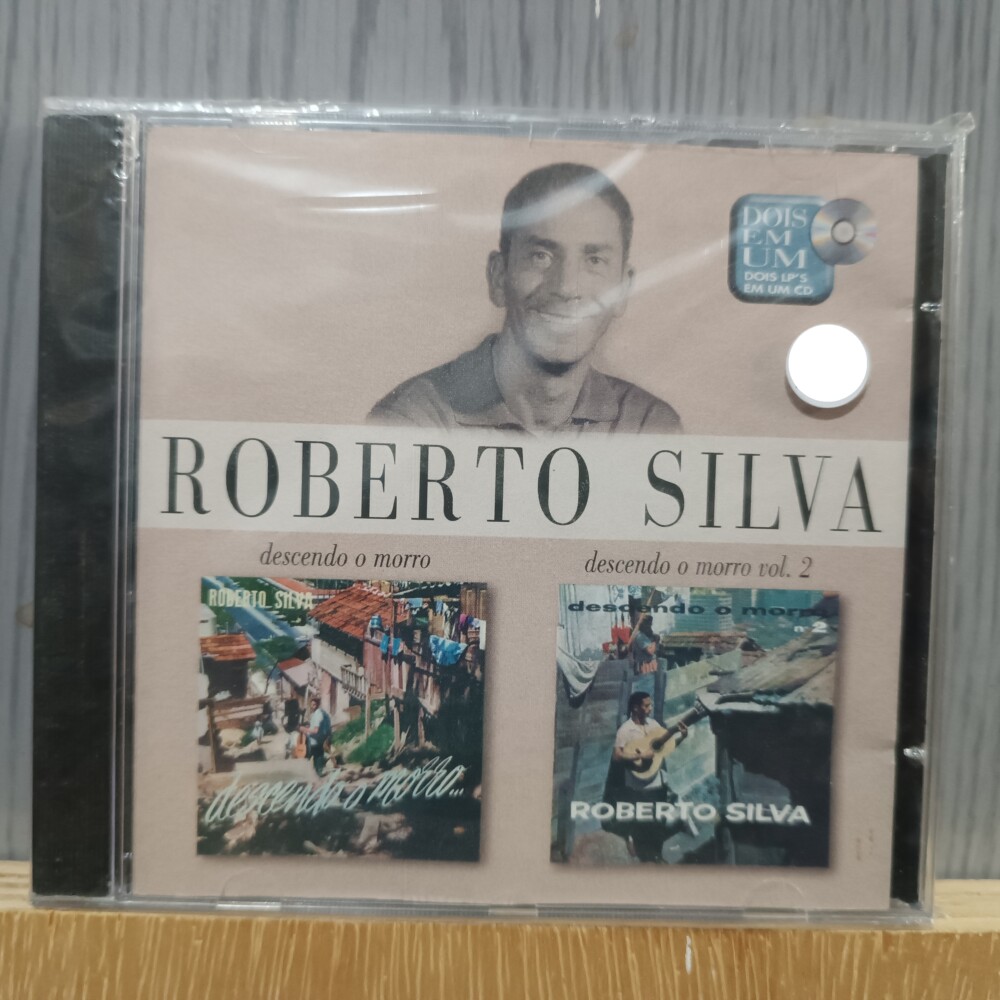 DOIS
EM
UM
DOIS LP'S
EM UM CD
ROBERTO SILVA
descendo o morro
descendo o morro vol. 2
ROBERTO SILVA
descendo o morro...
descendo o morro
nº 2
ROBERTO SILVA